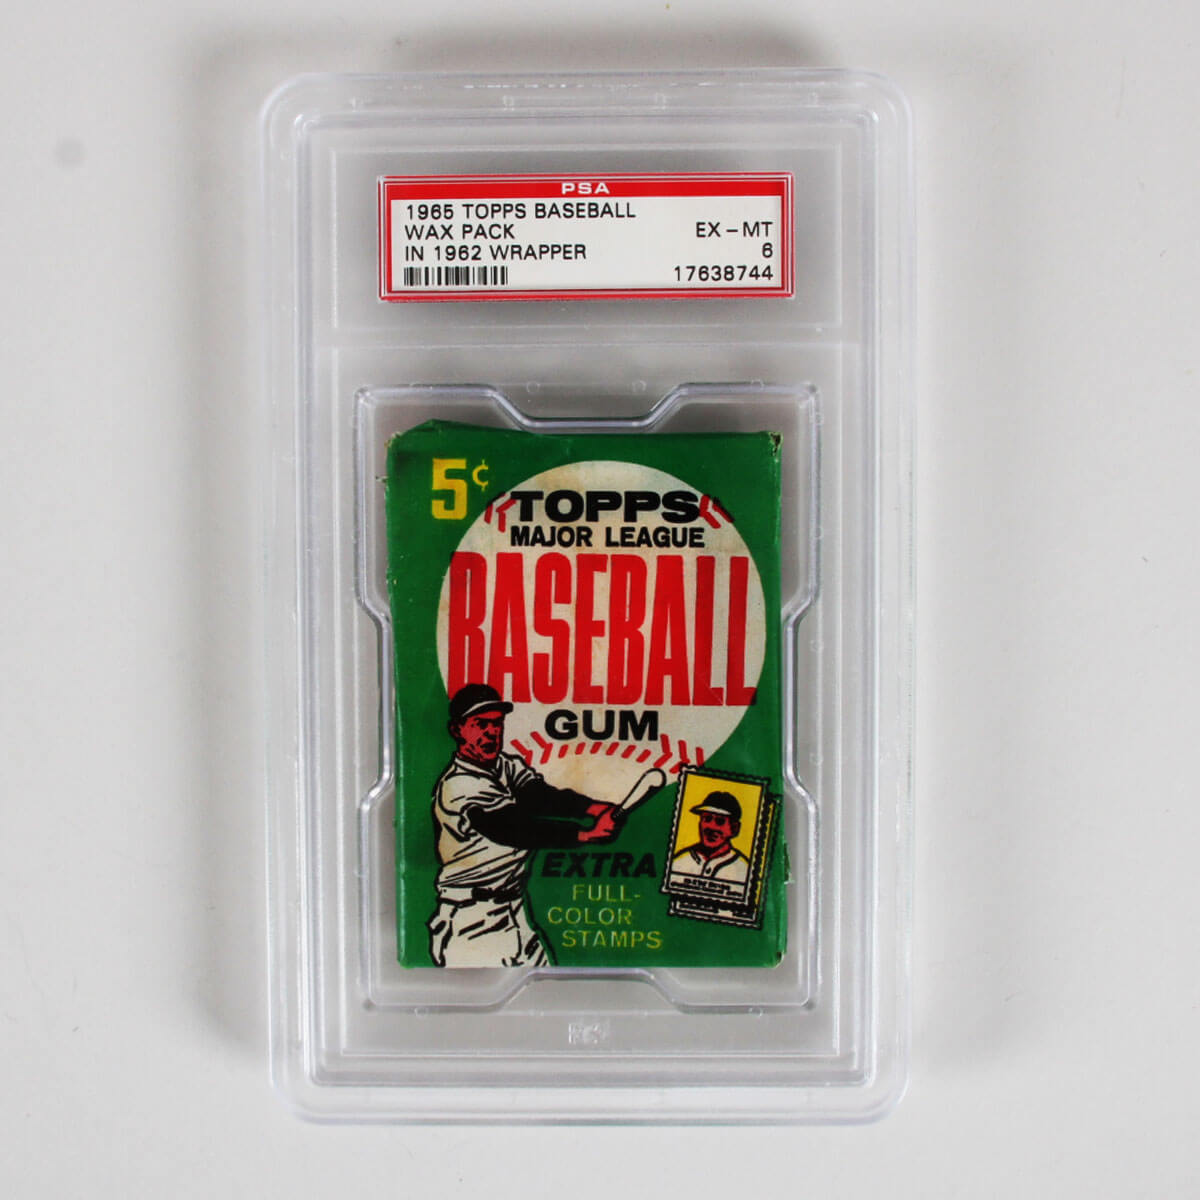 PSA
1965 TOPPS BASEBALL
WAX PACK EX – MT
IN 1962 WRAPPER 6
17638744
5¢
TOPPS
MAJOR LEAGUE
BASEBALL
GUM
EXTRA
FULL-
COLOR
STAMPS